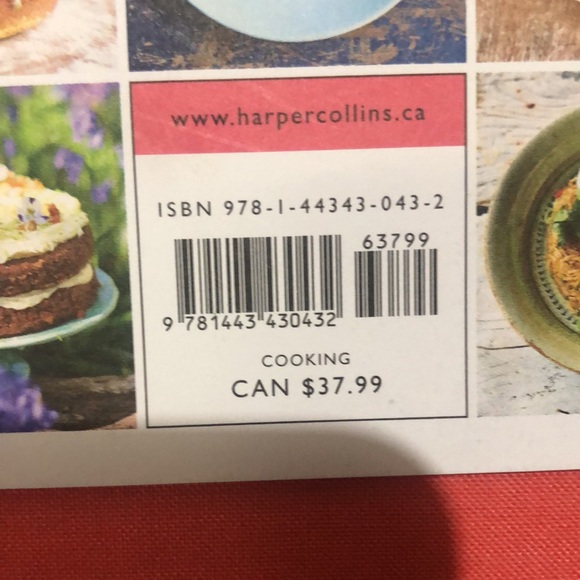 www.harpercollins.ca
ISBN 978-1-44343-043-2
63799
9 781443 430432
COOKING
CAN $37.99